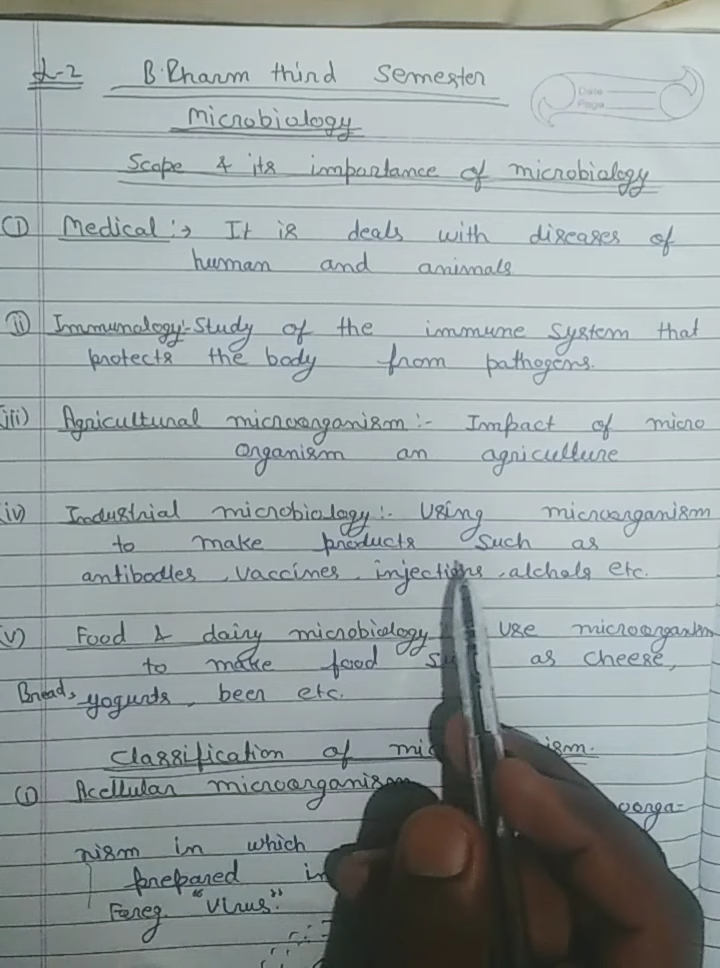 L-2 B.Pharm third semester
Date
Page
microbiology
Scope & its importance of microbiology
(i) Medical :→ It is deals with diseases of
human and animals
(ii) Immunology:- Study of the immune system that
protects the body from pathogens.
(iii) Agricultural microorganism :- Impact of micro
organism an agriculture
(iv) Industrial microbiology :- Using microorganism
to make products such as
antibodies, vaccines, injections, alchols etc.
(v) Food & dairy microbiology Use microorganism
to make food as cheese,
Bread, yogurts, beer etc.
Classification of ism.
(i) Acellular microorganism oorga-
nism in which
prepared
"Virus"